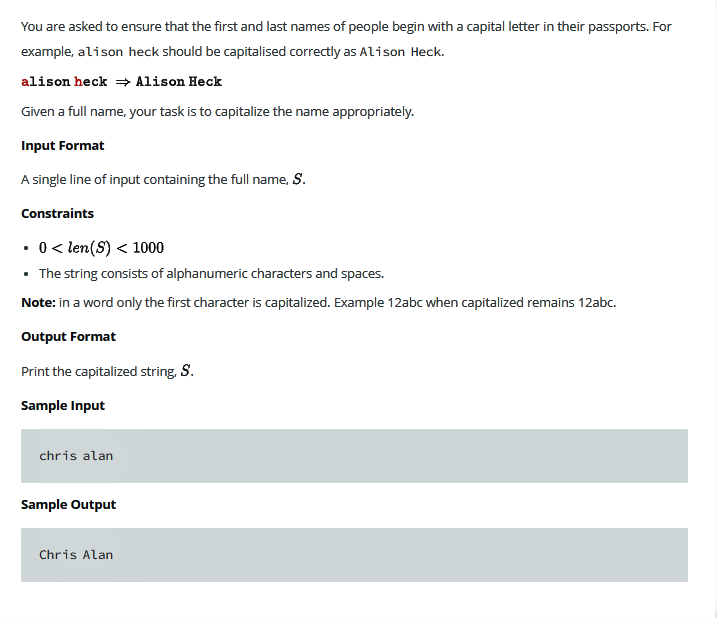 You are asked to ensure that the first and last names of people begin with a capital letter in their passports. For
example, alison heck should be capitalised correctly as Alison Heck.
alison heck ⇒ Alison Heck
Given a full name, your task is to capitalize the name appropriately.
Input Format
A single line of input containing the full name, S.
Constraints
• 0 < len(S) < 1000
• The string consists of alphanumeric characters and spaces.
Note: in a word only the first character is capitalized. Example 12abc when capitalized remains 12abc.
Output Format
Print the capitalized string, S.
Sample Input
chris alan
Sample Output
Chris Alan